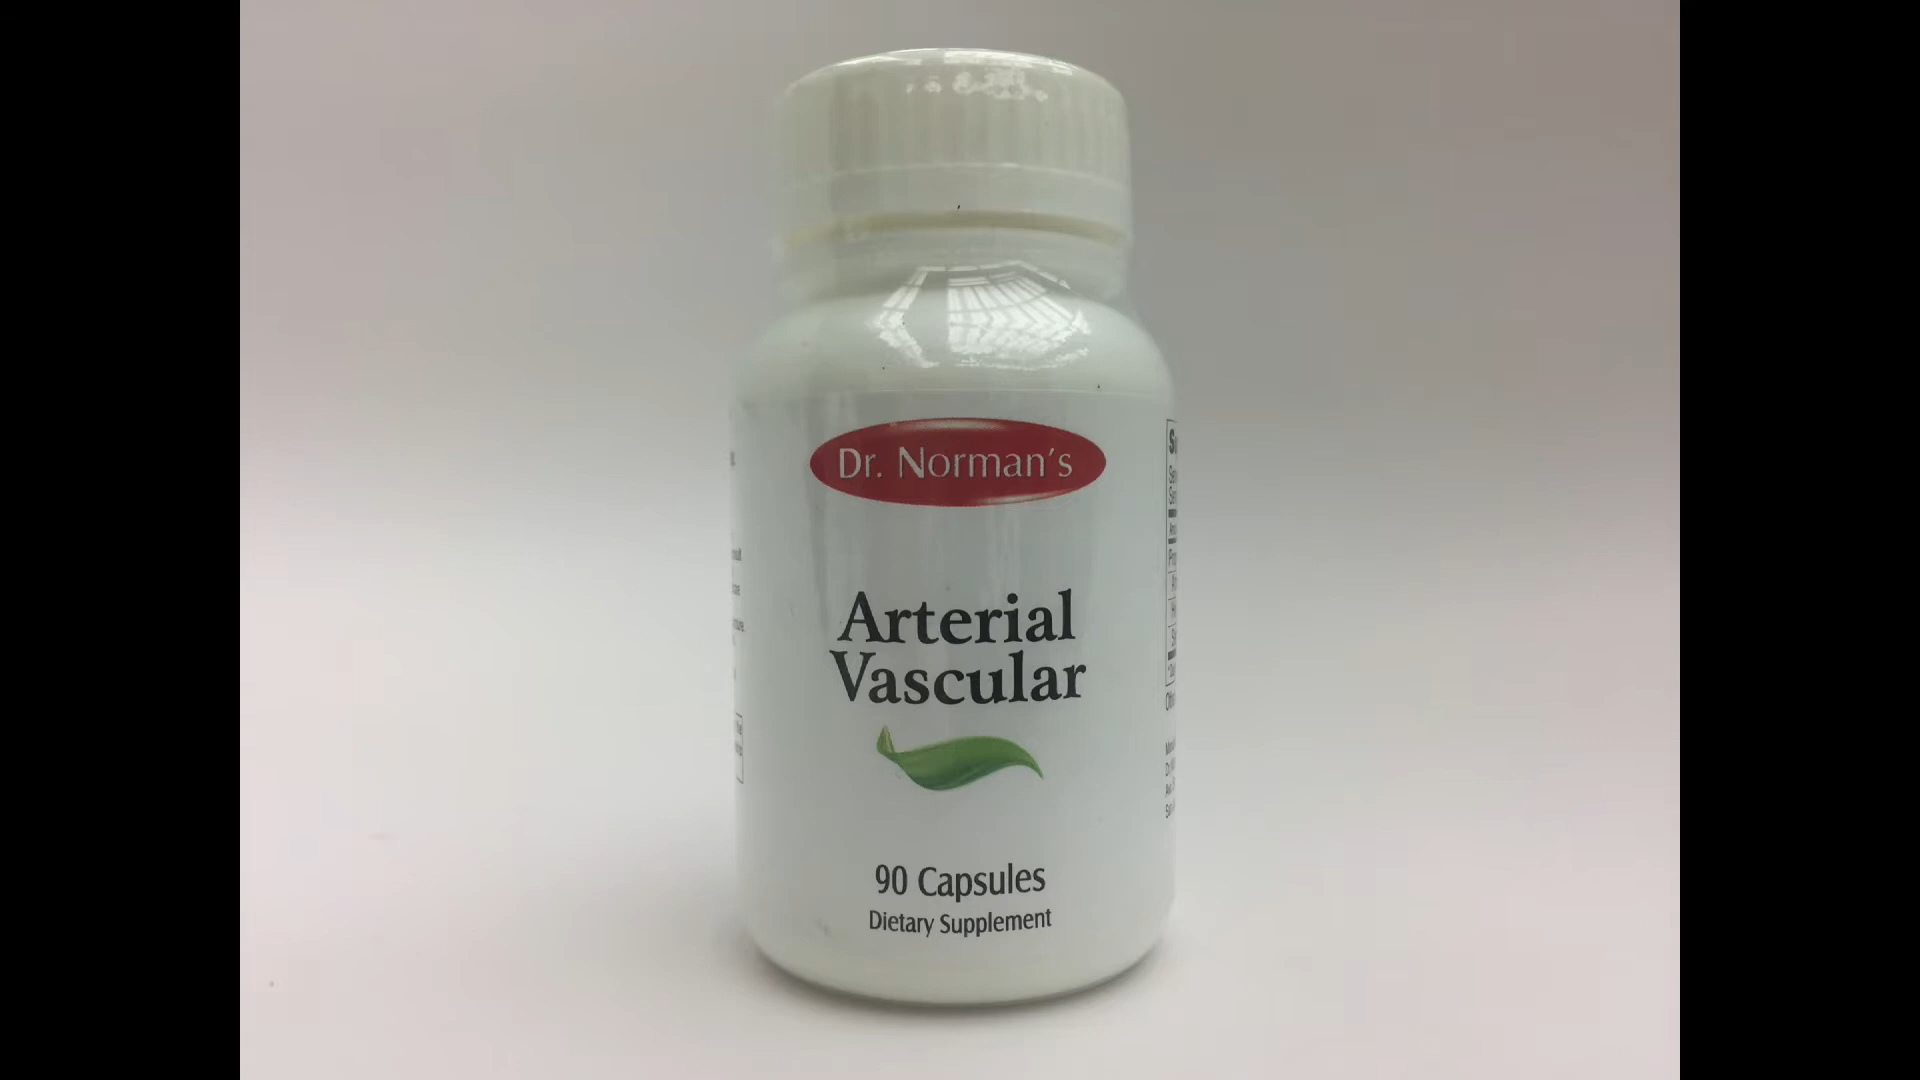 Dr. Norman's
Arterial
Vascular
90 Capsules
Dietary Supplement